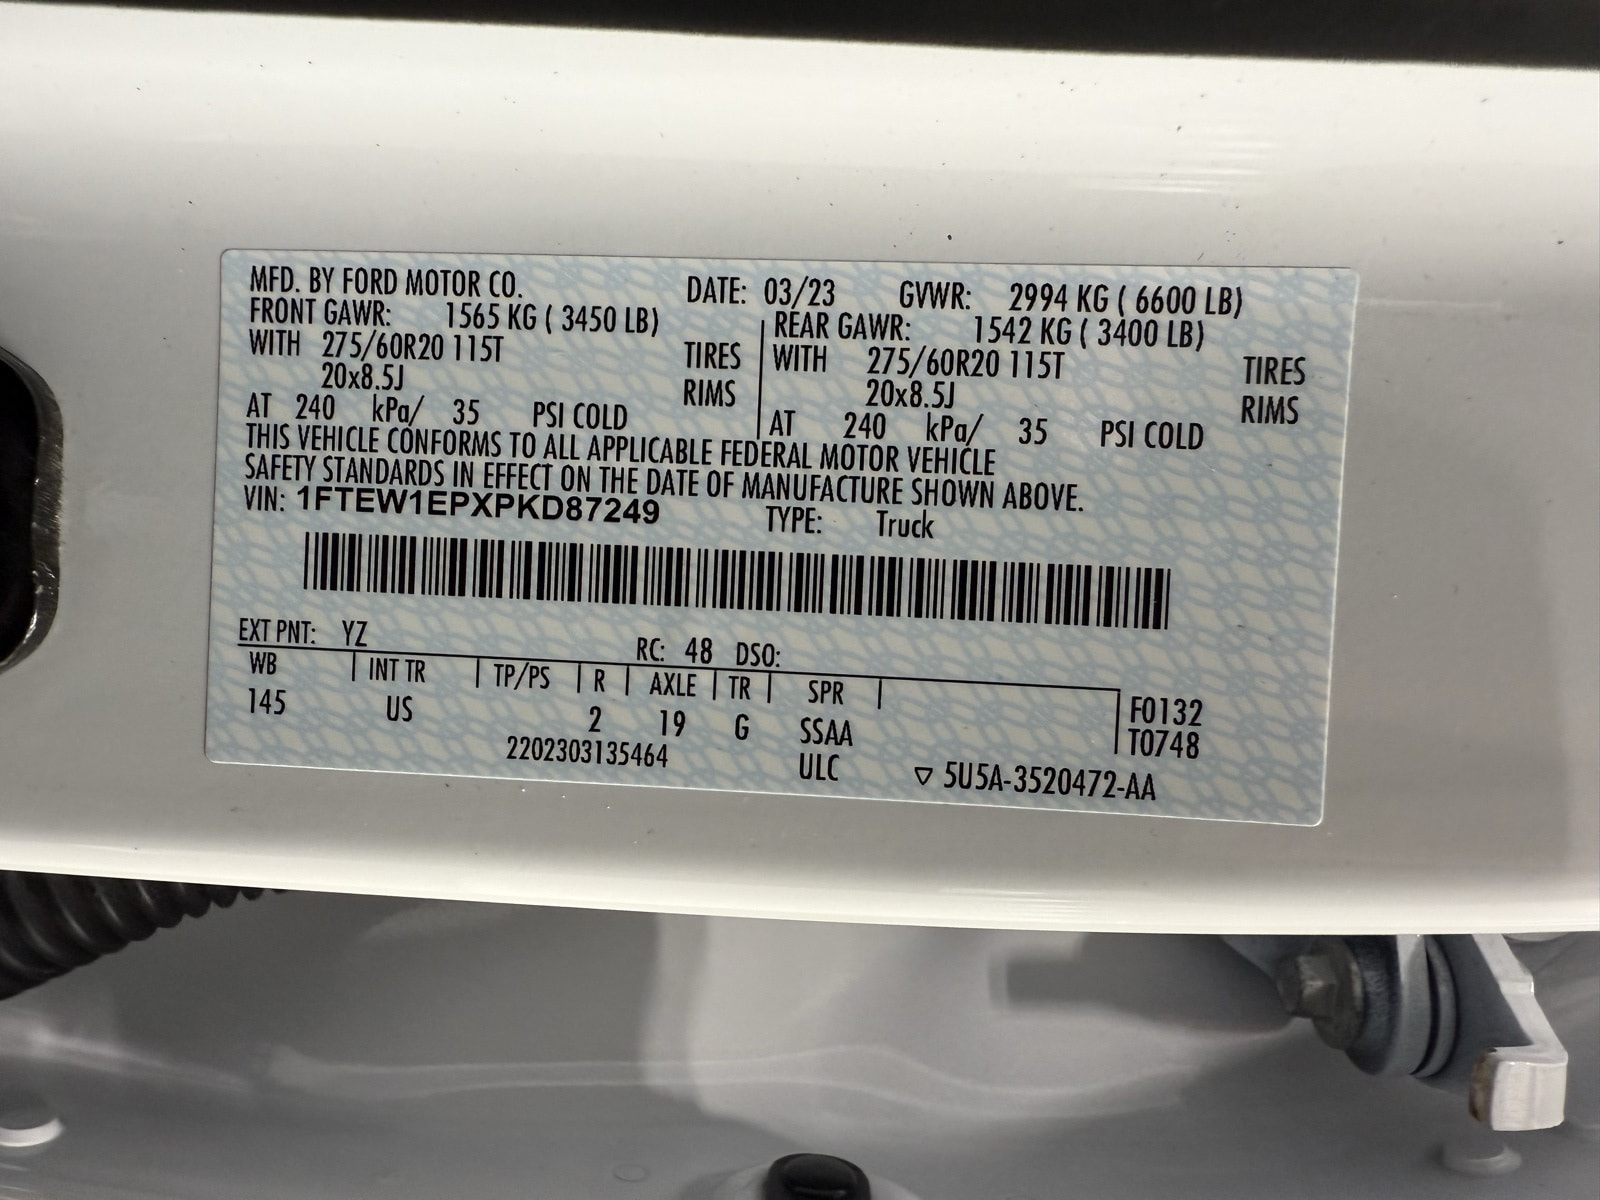 MFD. BY FORD MOTOR CO. DATE: 03/23 GVWR: 2994 KG ( 6600 LB)
FRONT GAWR: 1565 KG ( 3450 LB) REAR GAWR: 1542 KG ( 3400 LB)
WITH 275/60R20 115T TIRES WITH 275/60R20 115T TIRES
20x8.5J RIMS 20x8.5J RIMS
AT 240 kPa/ 35 PSI COLD AT 240 kPa/ 35 PSI COLD
THIS VEHICLE CONFORMS TO ALL APPLICABLE FEDERAL MOTOR VEHICLE
SAFETY STANDARDS IN EFFECT ON THE DATE OF MANUFACTURE SHOWN ABOVE.
VIN: 1FTEW1EPXPKD87249 TYPE: Truck
EXT PNT: YZ RC: 48 DSO:
WB INT TR TP/PS R AXLE TR SPR F0132
145 US 2 19 G SSAA T0748
2202303135464 ULC ▽ 5U5A-3520472-AA